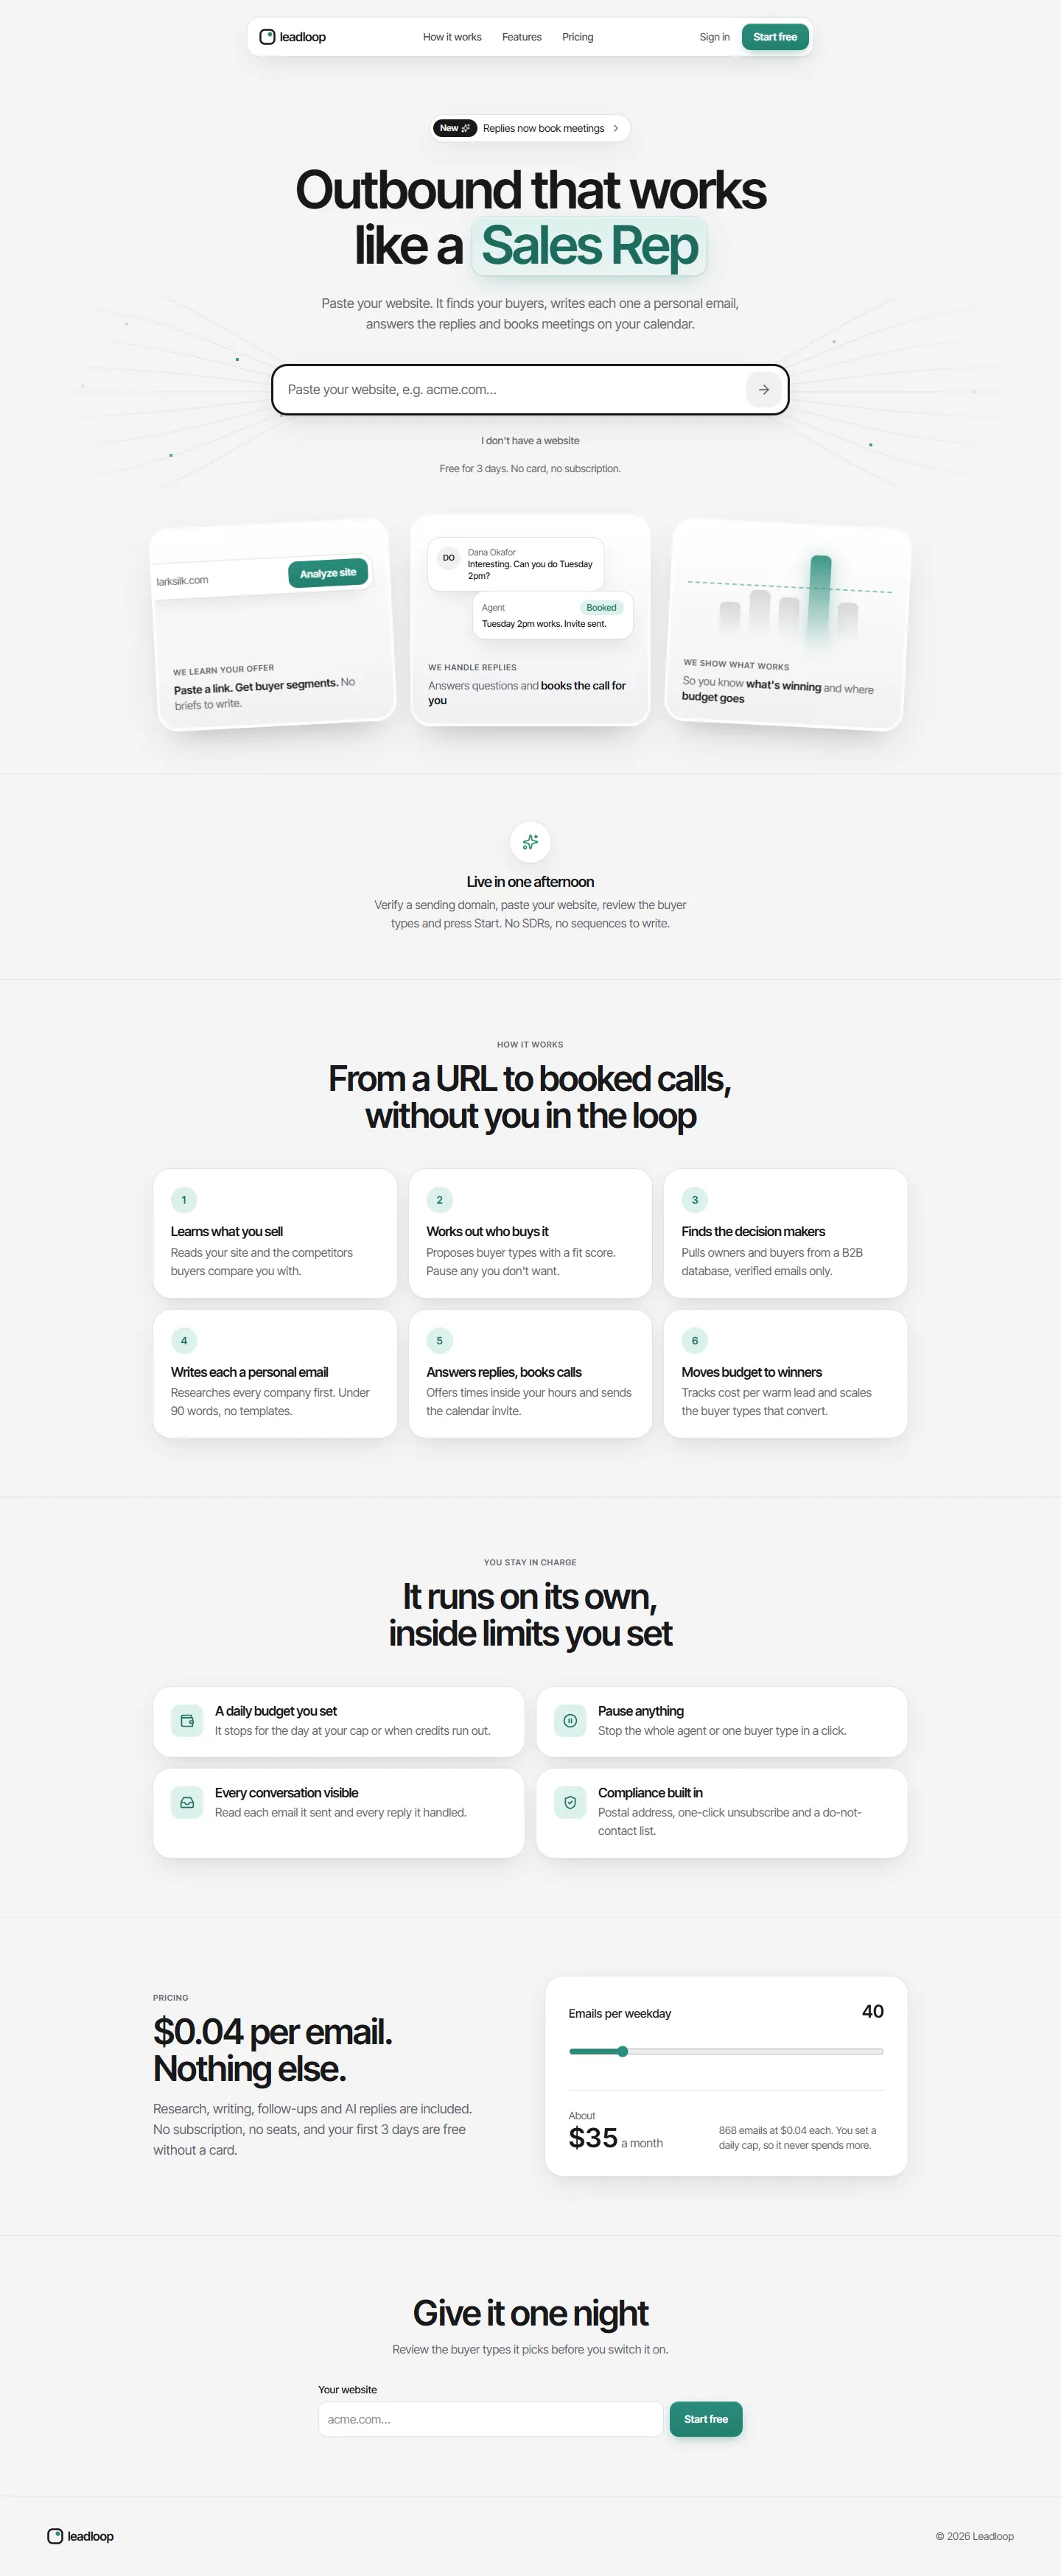 leadloop
How it works
Features
Pricing
Sign in
Start free
New
Replies now book meetings
Outbound that works
like a Sales Rep
Paste your website. It finds your buyers, writes each one a personal email,
answers the replies and books meetings on your calendar.
Paste your website, e.g. acme.com...
I don't have a website
Free for 3 days. No card, no subscription.
larksilk.com
Analyze site
WE LEARN YOUR OFFER
Paste a link. Get buyer segments. No
briefs to write.
DO
Dana Okafor
Interesting. Can you do Tuesday
2pm?
Agent
Booked
Tuesday 2pm works. Invite sent.
WE HANDLE REPLIES
Answers questions and books the call for
you
WE SHOW WHAT WORKS
So you know what's winning and where
budget goes
Live in one afternoon
Verify a sending domain, paste your website, review the buyer
types and press Start. No SDRs, no sequences to write.
HOW IT WORKS
From a URL to booked calls,
without you in the loop
1
Learns what you sell
Reads your site and the competitors
buyers compare you with.
2
Works out who buys it
Proposes buyer types with a fit score.
Pause any you don't want.
3
Finds the decision makers
Pulls owners and buyers from a B2B
database, verified emails only.
4
Writes each a personal email
Researches every company first. Under
90 words, no templates.
5
Answers replies, books calls
Offers times inside your hours and sends
the calendar invite.
6
Moves budget to winners
Tracks cost per warm lead and scales
the buyer types that convert.
YOU STAY IN CHARGE
It runs on its own,
inside limits you set
A daily budget you set
It stops for the day at your cap or when credits run out.
Pause anything
Stop the whole agent or one buyer type in a click.
Every conversation visible
Read each email it sent and every reply it handled.
Compliance built in
Postal address, one-click unsubscribe and a do-not-
contact list.
PRICING
$0.04 per email.
Nothing else.
Research, writing, follow-ups and AI replies are included.
No subscription, no seats, and your first 3 days are free
without a card.
Emails per weekday
40
About
$35 a month
868 emails at $0.04 each. You set a
daily cap, so it never spends more.
Give it one night
Review the buyer types it picks before you switch it on.
Your website
acme.com...
Start free
leadloop
© 2026 Leadloop